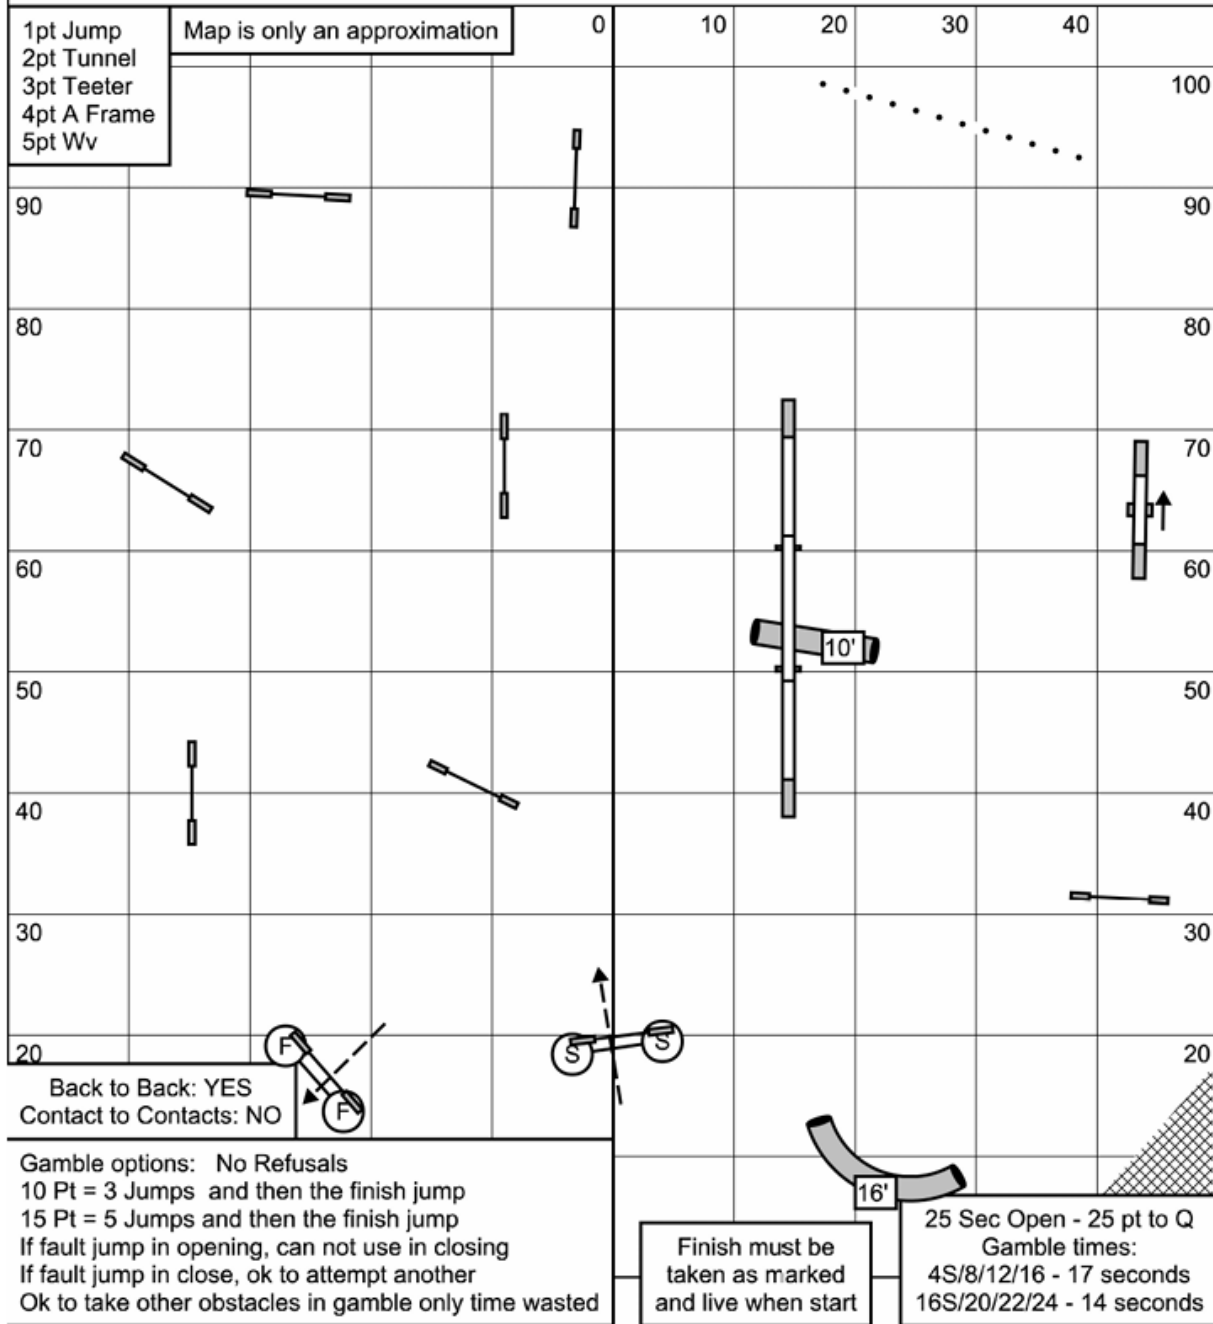 1pt Jump
2pt Tunnel
3pt Teeter
4pt A Frame
5pt Wv
Map is only an approximation
0
10
20
30
40
100
90
90
80
80
70
70
60
60
10'
50
50
40
40
30
30
20
20
F
F
S
S
Back to Back: YES
Contact to Contacts: NO
Gamble options: No Refusals
10 Pt = 3 Jumps and then the finish jump
15 Pt = 5 Jumps and then the finish jump
If fault jump in opening, can not use in closing
If fault jump in close, ok to attempt another
Ok to take other obstacles in gamble only time wasted
16'
Finish must be
taken as marked
and live when start
25 Sec Open - 25 pt to Q
Gamble times:
4S/8/12/16 - 17 seconds
16S/20/22/24 - 14 seconds